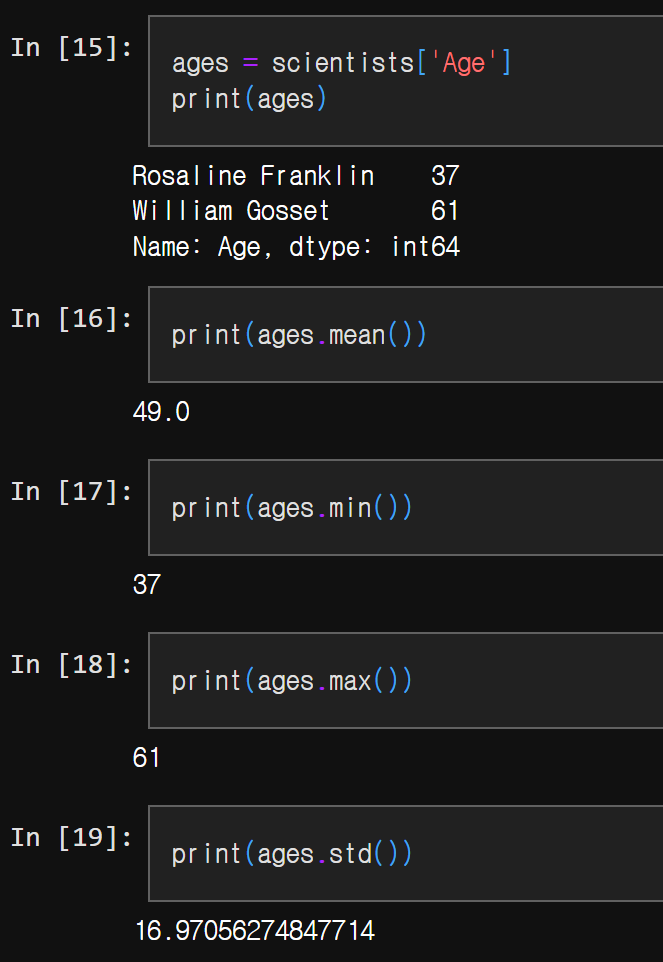 In [15]:
ages = scientists['Age']
print(ages)
Rosaline Franklin    37
William Gosset       61
Name: Age, dtype: int64
In [16]:
print(ages.mean())
49.0
In [17]:
print(ages.min())
37
In [18]:
print(ages.max())
61
In [19]:
print(ages.std())
16.97056274847714